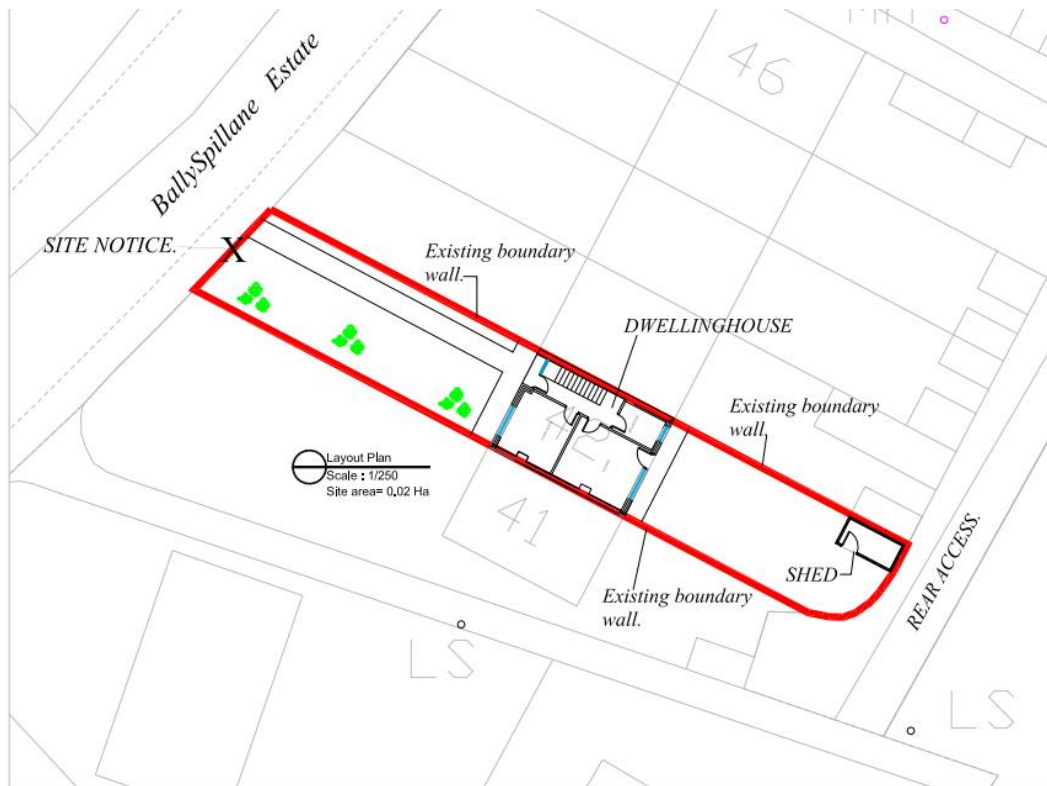 46
BallySpillane Estate
SITE NOTICE.
X
Existing boundary
wall.
DWELLINGHOUSE
42
Existing boundary
wall.
Layout Plan
Scale : 1/250
Site area= 0.02 Ha
41
SHED
REAR ACCESS.
Existing boundary
wall.
LS
LS